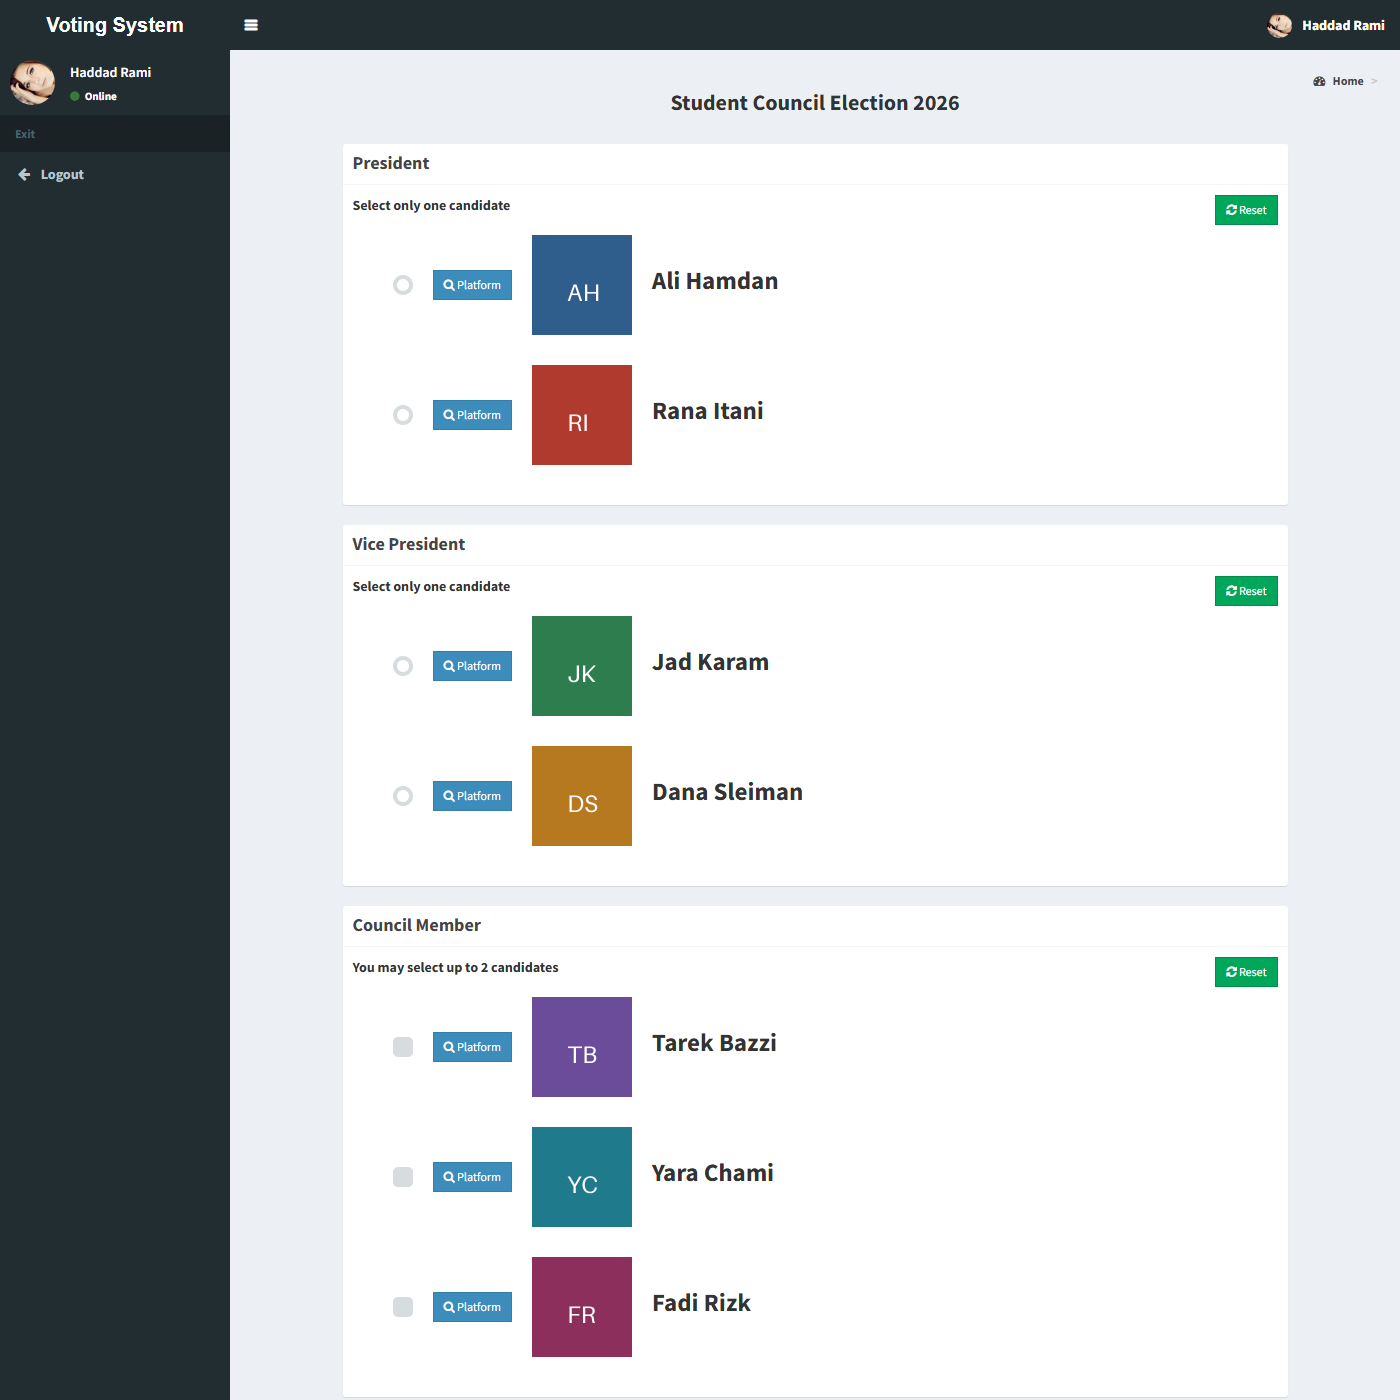 Voting System
Haddad Rami
Haddad Rami
Online
Exit
Logout
Home >
Student Council Election 2026
President
Select only one candidate
Reset
Platform
AH
Ali Hamdan
Platform
RI
Rana Itani
Vice President
Select only one candidate
Reset
Platform
JK
Jad Karam
Platform
DS
Dana Sleiman
Council Member
You may select up to 2 candidates
Reset
Platform
TB
Tarek Bazzi
Platform
YC
Yara Chami
Platform
FR
Fadi Rizk